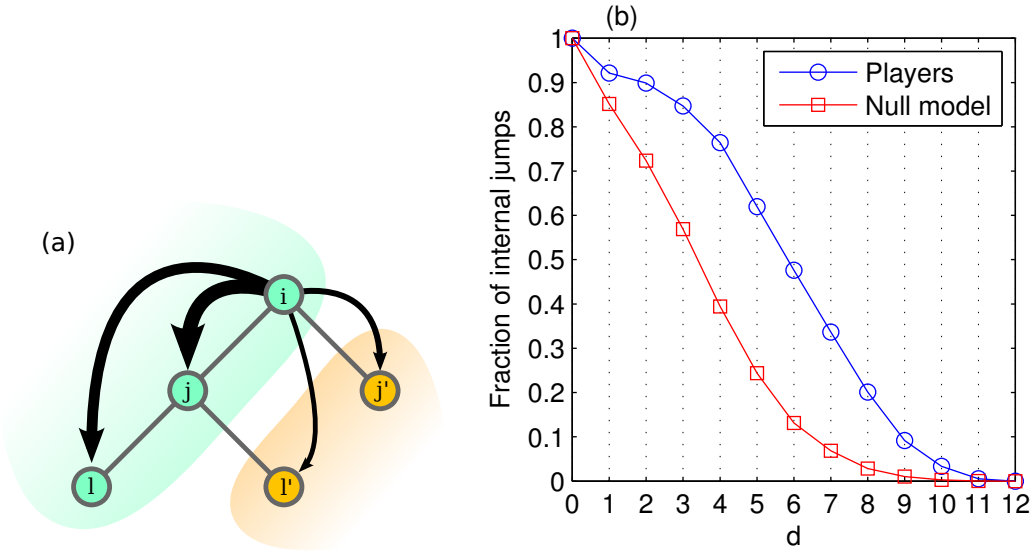 (a)
i
j
j'
l
l'
(b)
Players
Null model
Fraction of internal jumps
1
0.9
0.8
0.7
0.6
0.5
0.4
0.3
0.2
0.1
0
0 1 2 3 4 5 6 7 8 9 10 11 12
d